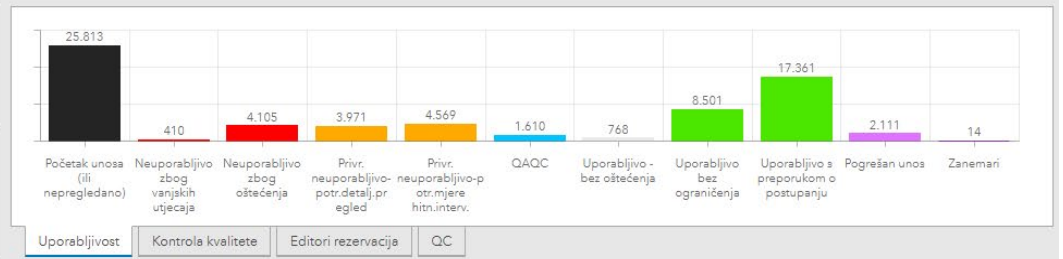 25.813
410
4.105
3.971
4.569
1.610
768
8.501
17.361
2.111
14
Početak unosa
(ili
nepregledano)
Neuporabljivo
zbog
vanjskih
utjecaja
Neuporabljivo
zbog
oštećenja
Privr.
neuporabljivo-
potr.detalj.pr
egled
Privr.
neuporabljivo-p
otr.mjere
hitn.interv.
QAQC
Uporabljivo -
bez oštećenja
Uporabljivo
bez
ograničenja
Uporabljivo s
preporukom o
postupanju
Pogrešan unos
Zanemari
Uporabljivost
Kontrola kvalitete
Editori rezervacija
QC